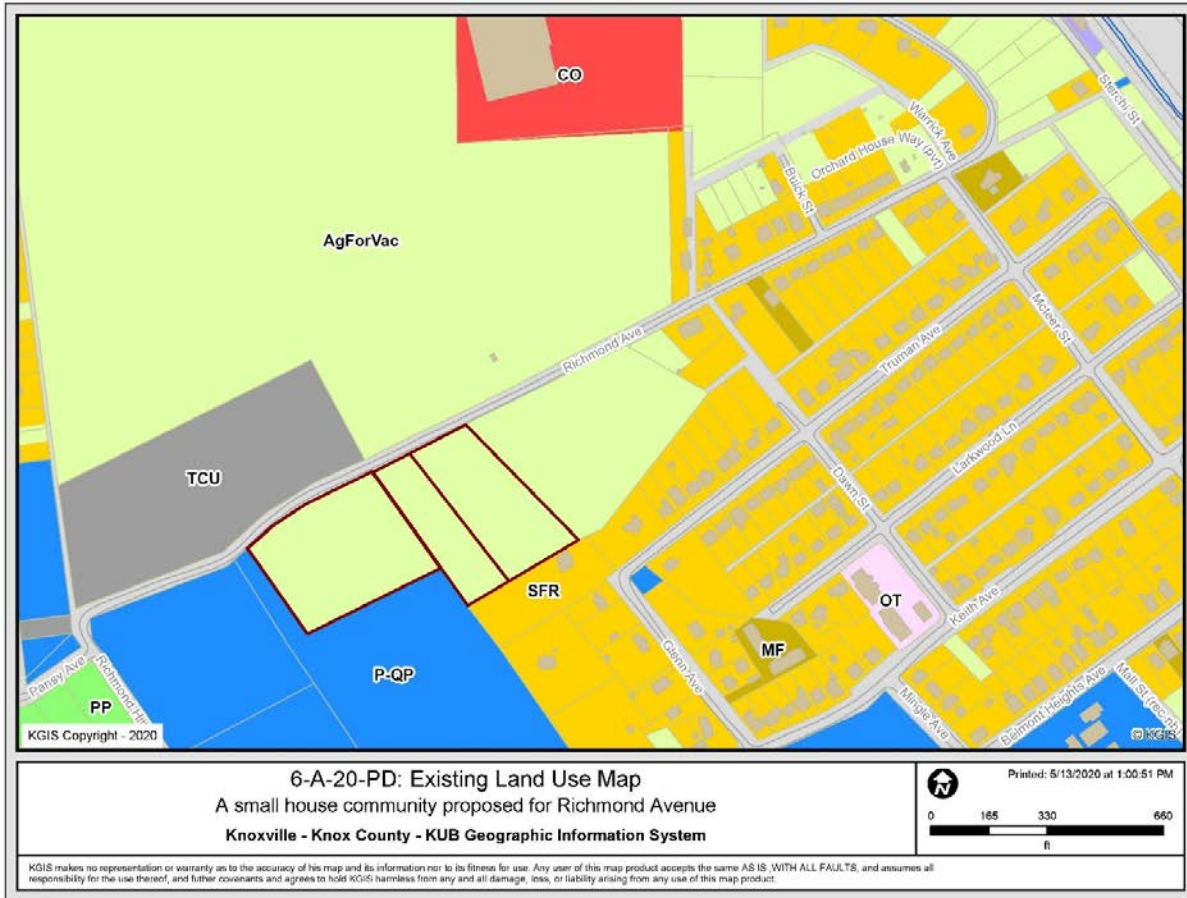 CO
Warrick Ave
Sterchi St
Orchard House Way (pvt)
Buick St
AgForVac
Mcteer St
Richmond Ave
Truman Ave
Larkwood Ln
TCU
Dawn St
SFR
OT
Keith Ave
MF
Glenn Ave
P-QP
Pansy Ave
PP
Mingle Ave
Belmont Heights Ave
KGIS Copyright - 2020
© KGIS
6-A-20-PD: Existing Land Use Map
A small house community proposed for Richmond Avenue
Knoxville - Knox County - KUB Geographic Information System
N
Printed: 5/13/2020 at 1:00:51 PM
0 165 330 660
ft
KGIS makes no representation or warranty as to the accuracy of his map and its information nor to its fitness for use. Any user of this map product accepts the same AS IS ,WITH ALL FAULTS, and assumes all
responsibility for the use thereof, and futher covenants and agrees to hold KGIS harmless from any and all damage, loss, or liability arising from any use of this map product.